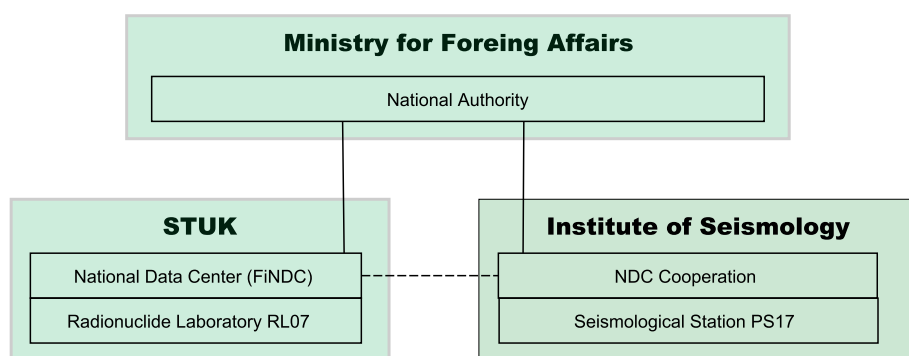 Ministry for Foreing Affairs
National Authority
STUK
National Data Center (FiNDC)
Radionuclide Laboratory RL07
Institute of Seismology
NDC Cooperation
Seismological Station PS17